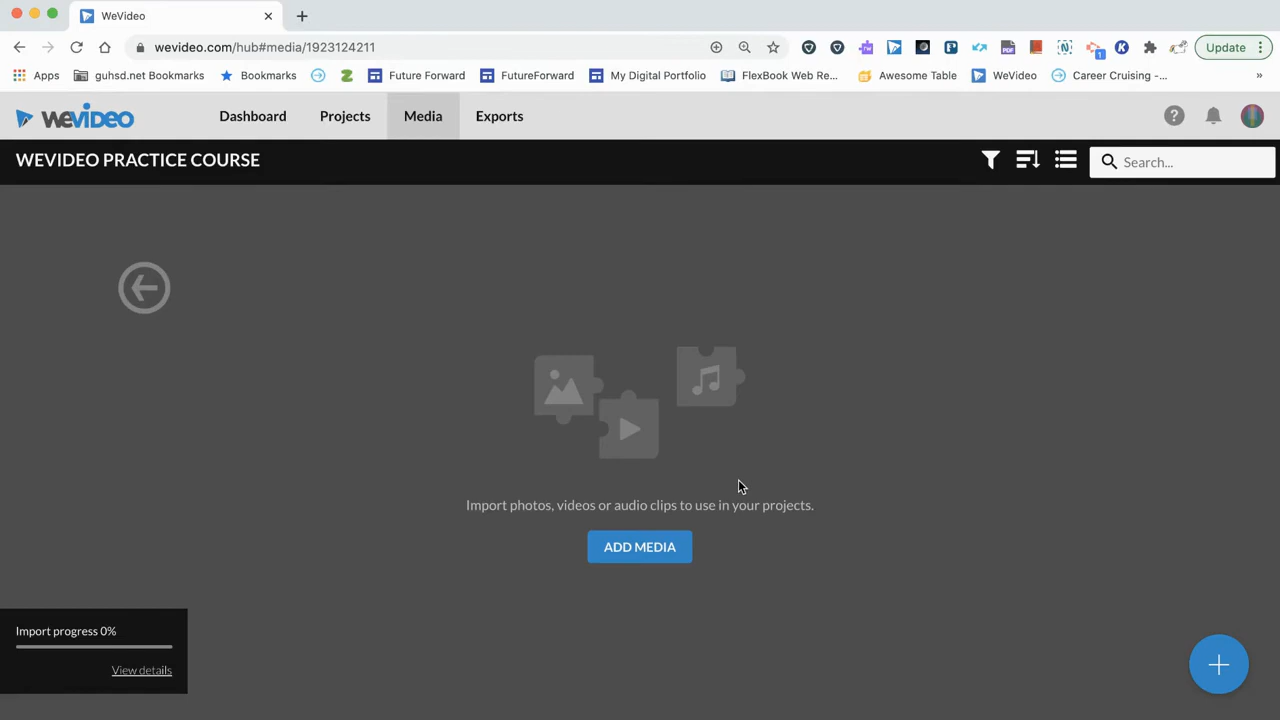 WeVideo
wevideo.com/hub#media/1923124211
Update
Apps guhsd.net Bookmarks Bookmarks Future Forward FutureForward My Digital Portfolio FlexBook Web Re... Awesome Table WeVideo Career Cruising -... »
WEVIDEO Dashboard Projects Media Exports
WEVIDEO PRACTICE COURSE
Search...
Import photos, videos or audio clips to use in your projects.
ADD MEDIA
Import progress 0%
View details